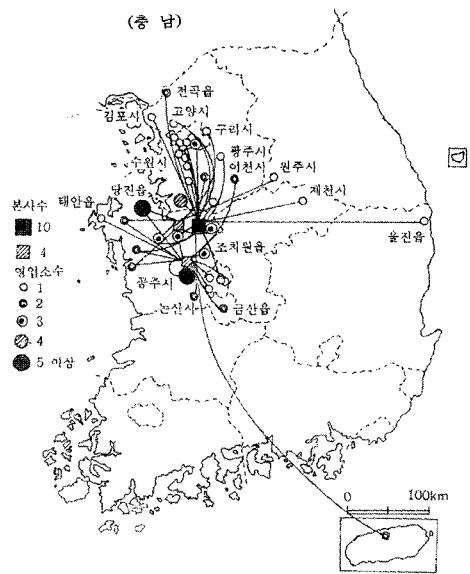 (충 남)
전곡읍
김포시
고양시
구리시
수원시
광주시
이천시
원주시
제천시
당진읍
태안읍
울진읍
조치원읍
광주시
논산시
금산읍
본사수
10
4
영업소수
1
2
3
4
5 이상
0 100km